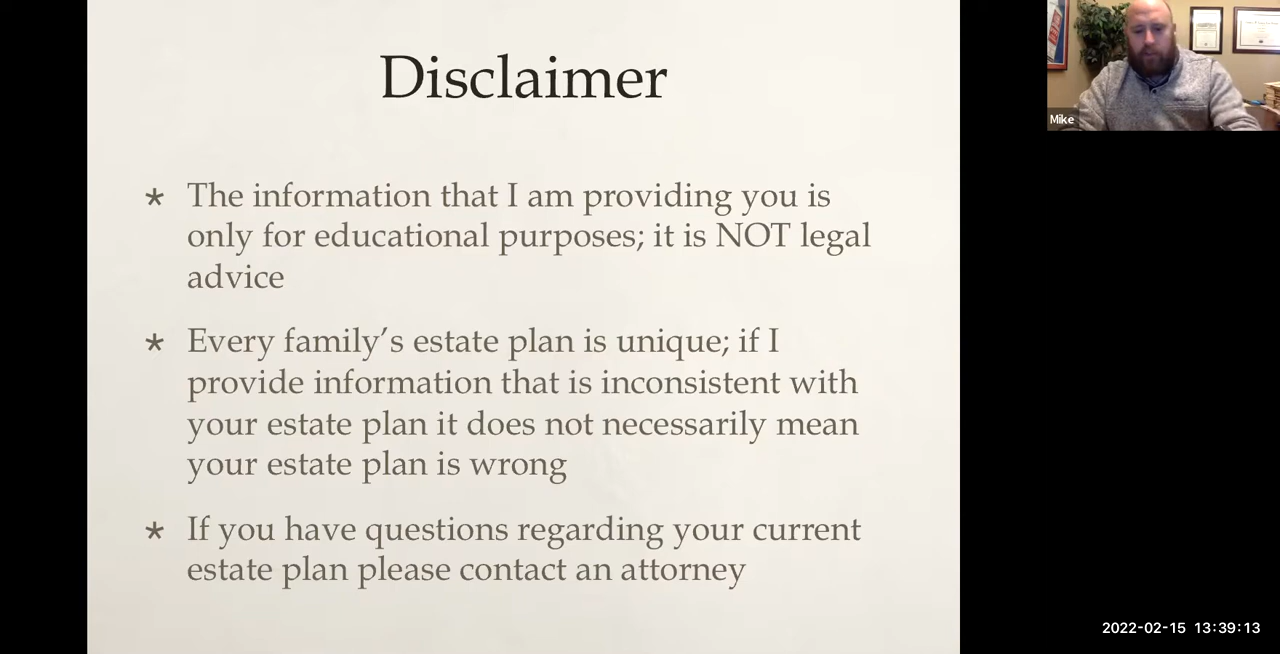 Disclaimer
* The information that I am providing you is
only for educational purposes; it is NOT legal
advice
* Every family’s estate plan is unique; if I
provide information that is inconsistent with
your estate plan it does not necessarily mean
your estate plan is wrong
* If you have questions regarding your current
estate plan please contact an attorney
Mike
2022-02-15 13:39:13